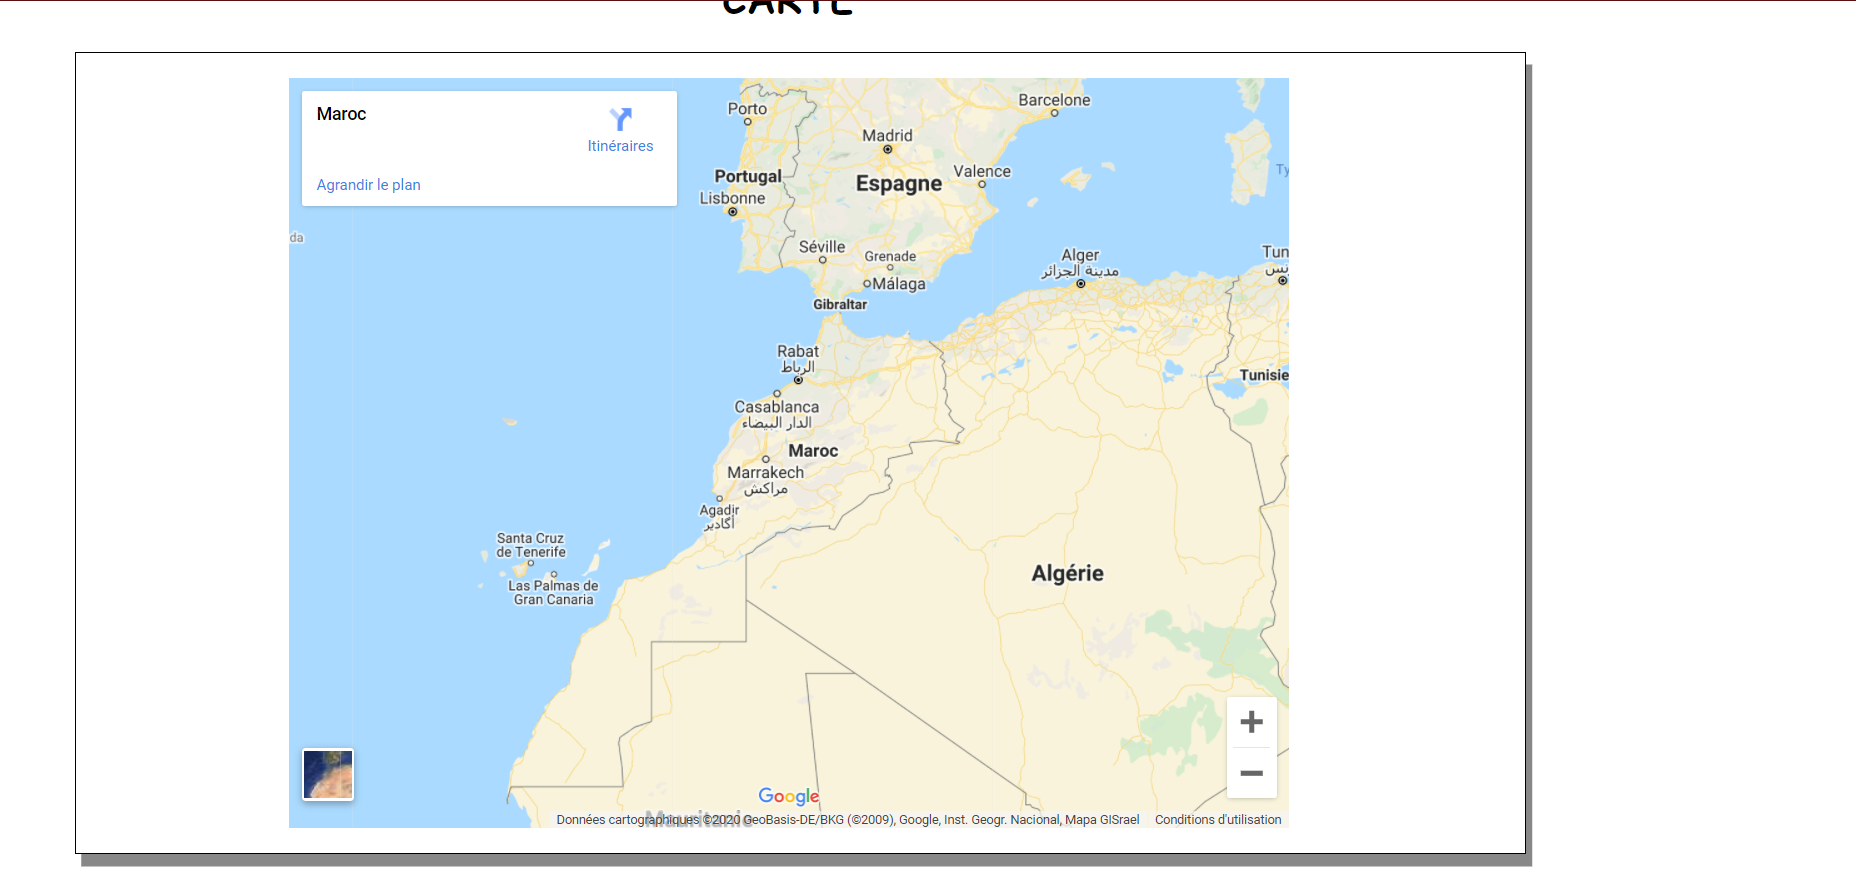 CARTE
Maroc
Itinéraires
Agrandir le plan
Porto
Barcelone
Madrid
Portugal
Espagne
Valence
Lisbonne
Ty
da
Séville
Grenade
Málaga
Alger
مدينة الجزائر
Tun
نس
Gibraltar
Rabat
الرباط
Tunisie
Casablanca
الدار البيضاء
Maroc
Marrakech
مراكش
Agadir
أكادير
Santa Cruz
de Tenerife
Las Palmas de
Gran Canaria
Algérie
Google
Mauritanie
Données cartographiques ©2020 GeoBasis-DE/BKG (©2009), Google, Inst. Geogr. Nacional, Mapa GISrael
Conditions d'utilisation